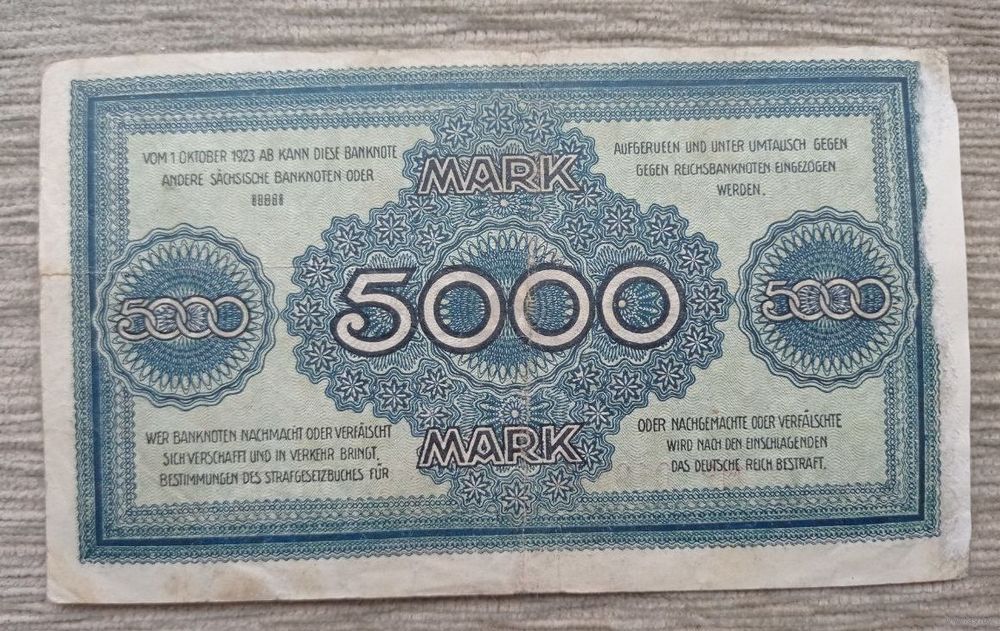 VOM 1 OKTOBER 1923 AB KANN DIESE BANKNOTE
ANDERE SÄCHSISCHE BANKNOTEN ODER
AUFGERUFEN UND UNTER UMTAUSCH GEGEN
GEGEN REICHSBANKNOTEN EINGEZOGEN
WERDEN.
MARK
5000
5000
5000
MARK
WER BANKNOTEN NACHMACHT ODER VERFÄLSCHT
SICH VERSCHAFFT UND IN VERKEHR BRINGT,
BESTIMMUNGEN DES STRAFGESETZBUCHES FÜR
ODER NACHGEMACHTE ODER VERFÄLSCHTE
WIRD NACH DEN EINSCHLAGENDEN
DAS DEUTSCHE REICH BESTRAFT.